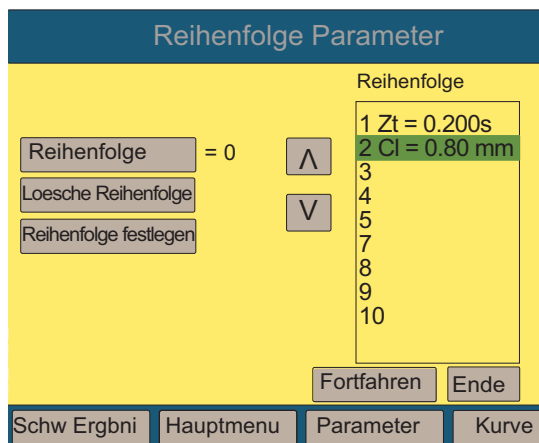 Reihenfolge Parameter
Reihenfolge
1 Zt = 0.200s
2 Cl = 0.80 mm
3
4
5
7
8
9
10
Reihenfolge = 0
Loesche Reihenfolge
Reihenfolge festlegen
Λ
V
Fortfahren Ende
Schw Ergbni Hauptmenu Parameter Kurve